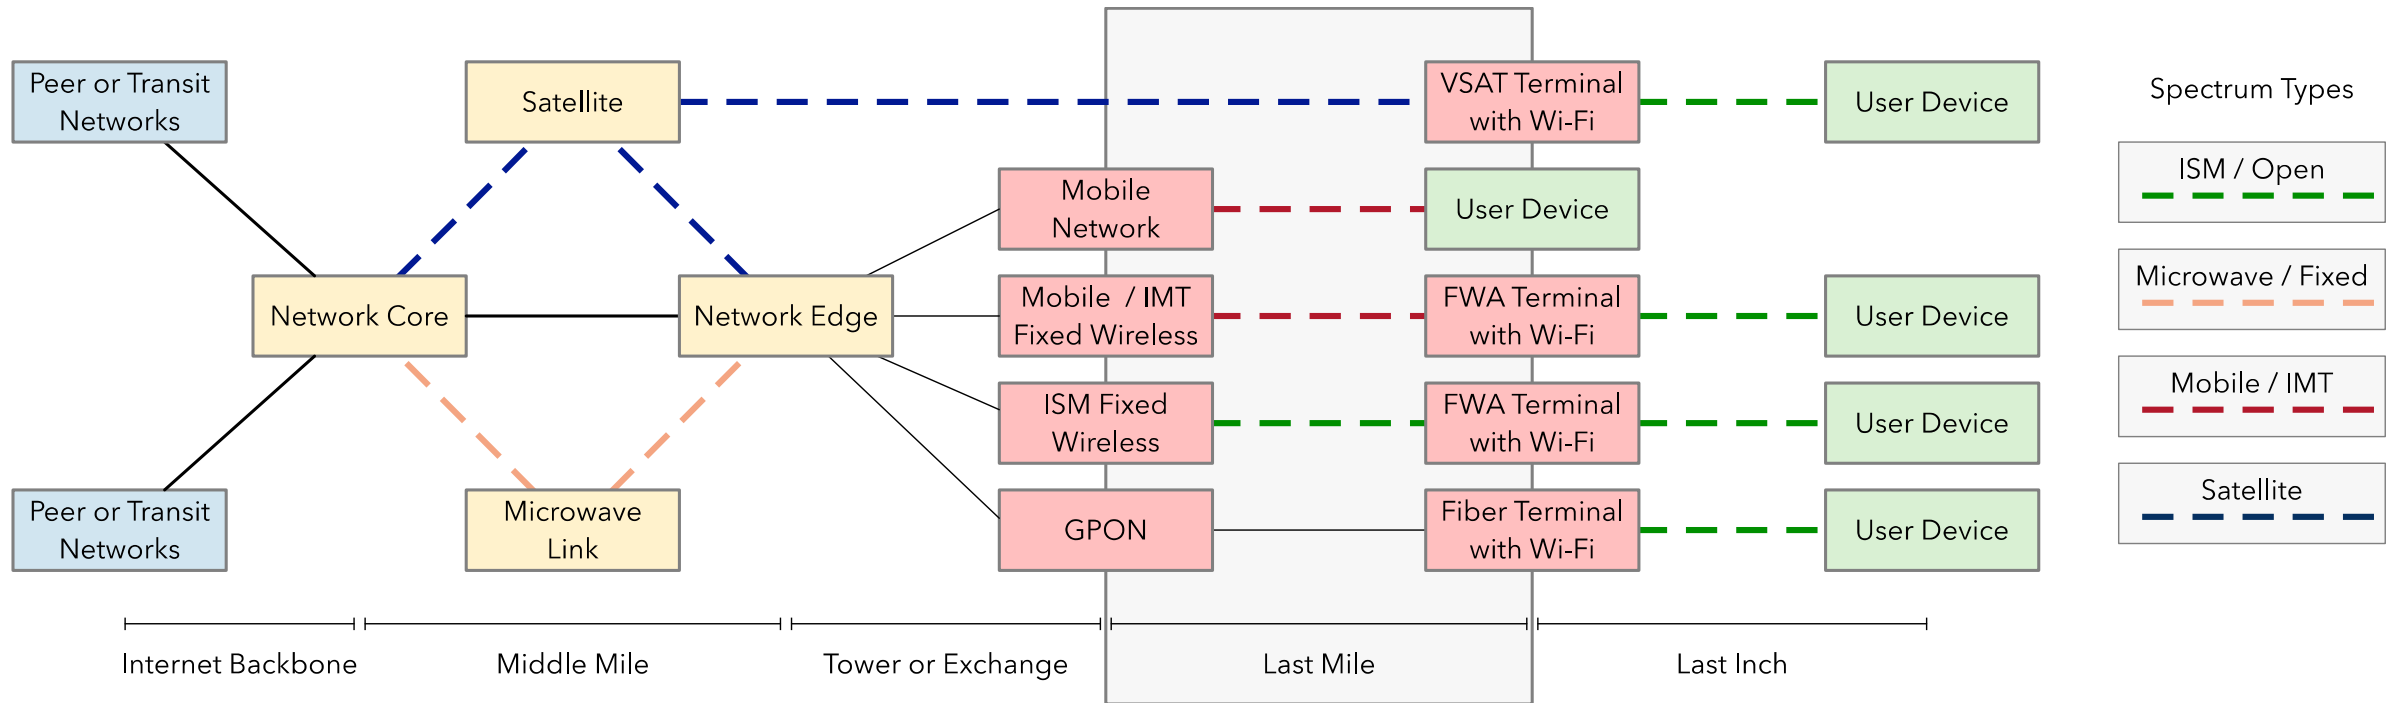 Peer or Transit
Networks
Satellite
VSAT Terminal
with Wi-Fi
User Device
Spectrum Types
Mobile
Network
User Device
ISM / Open
Network Core
Network Edge
Mobile / IMT
Fixed Wireless
FWA Terminal
with Wi-Fi
User Device
Microwave / Fixed
ISM Fixed
Wireless
FWA Terminal
with Wi-Fi
User Device
Mobile / IMT
Peer or Transit
Networks
Microwave
Link
GPON
Fiber Terminal
with Wi-Fi
User Device
Satellite
Internet Backbone
Middle Mile
Tower or Exchange
Last Mile
Last Inch